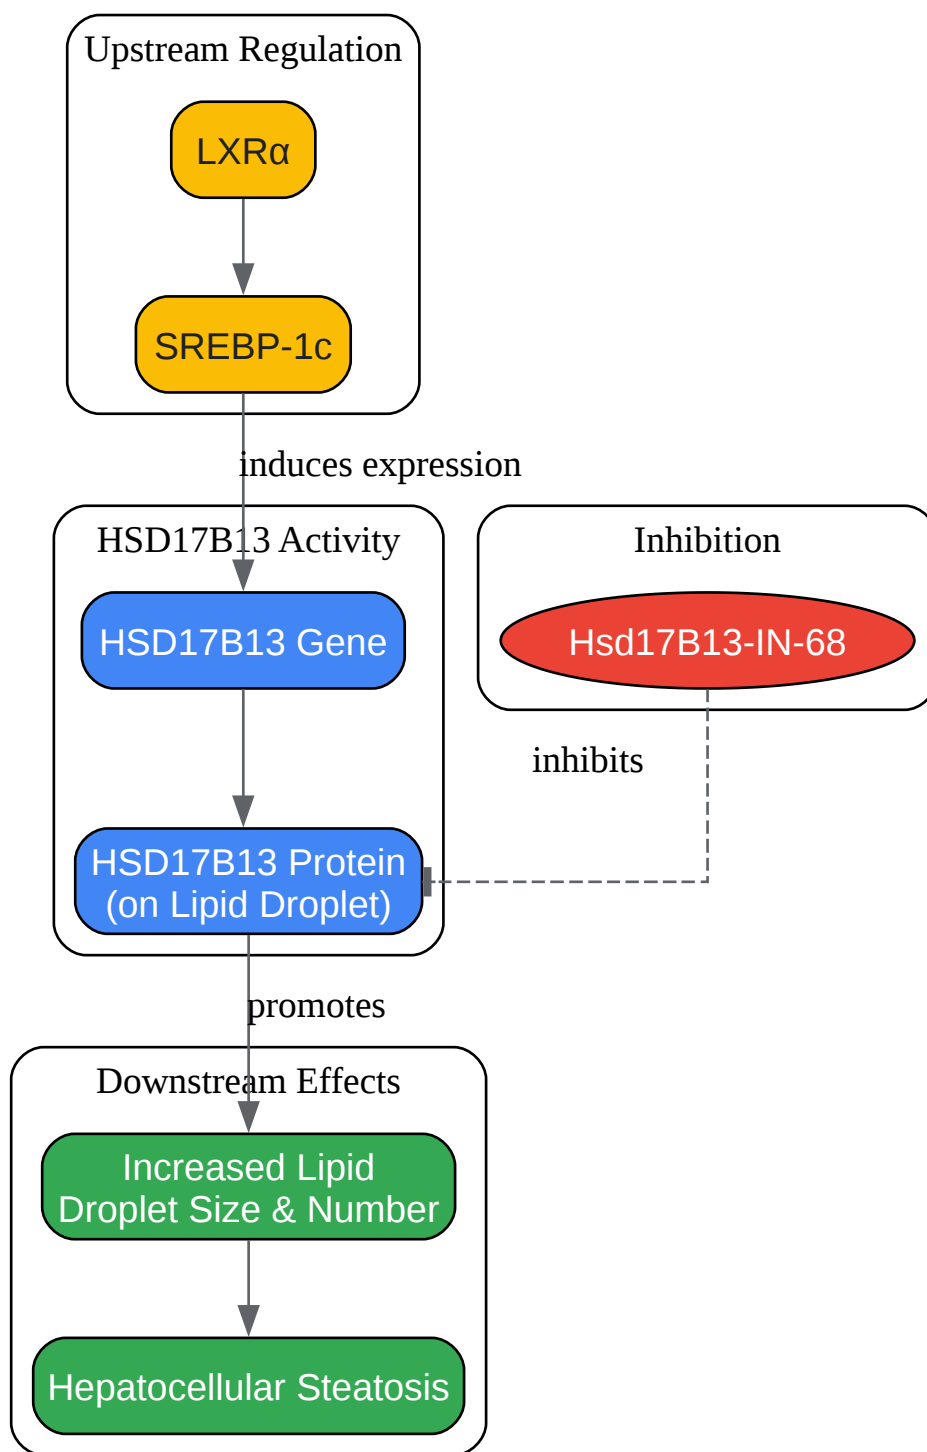 Upstream Regulation
LXRα
SREBP-1c
induces expression
HSD17B13 Activity
HSD17B13 Gene
Inhibition
Hsd17B13-IN-68
inhibits
HSD17B13 Protein
(on Lipid Droplet)
promotes
Downstream Effects
Increased Lipid
Droplet Size & Number
Hepatocellular Steatosis